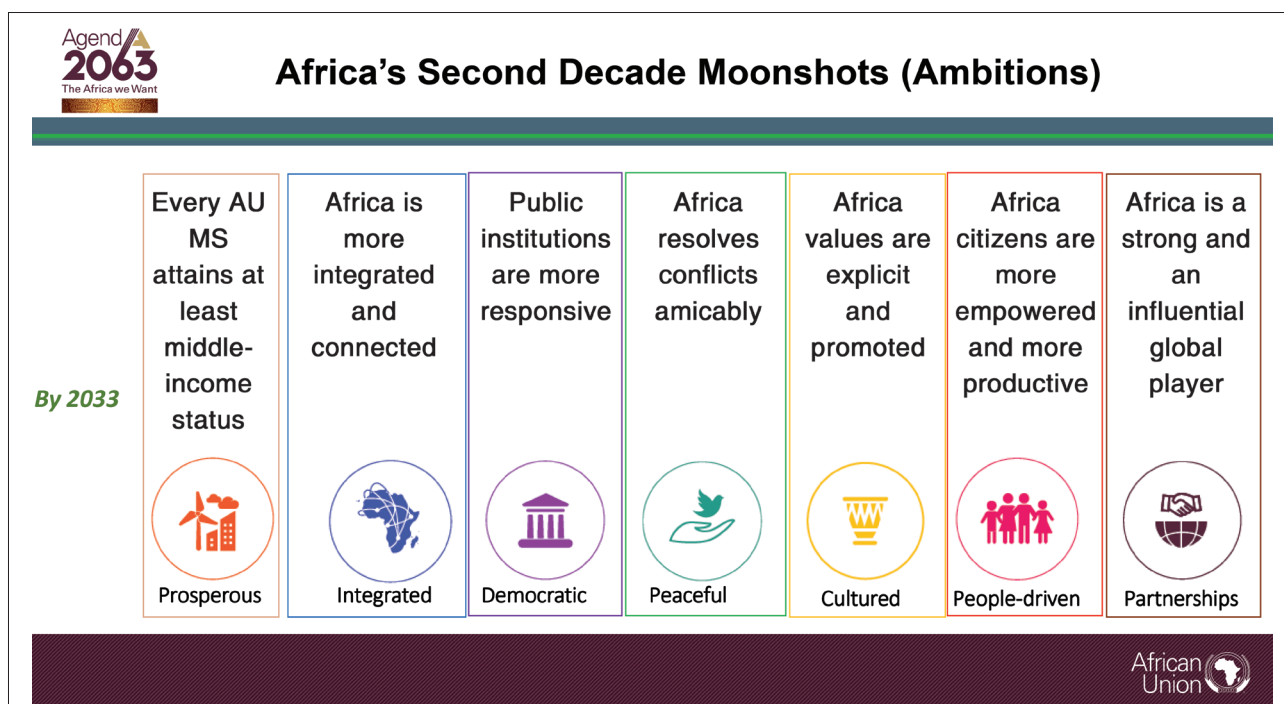 Agenda
2063
The Africa we Want
Africa's Second Decade Moonshots (Ambitions)
By 2033
Every AU
MS
attains at
least
middle-
income
status
Prosperous
Africa is
more
integrated
and
connected
Integrated
Public
institutions
are more
responsive
Democratic
Africa
resolves
conflicts
amicably
Peaceful
Africa
values are
explicit
and
promoted
Cultured
Africa
citizens are
more
empowered
and more
productive
People-driven
Africa is a
strong and
an
influential
global
player
Partnerships
African
Union